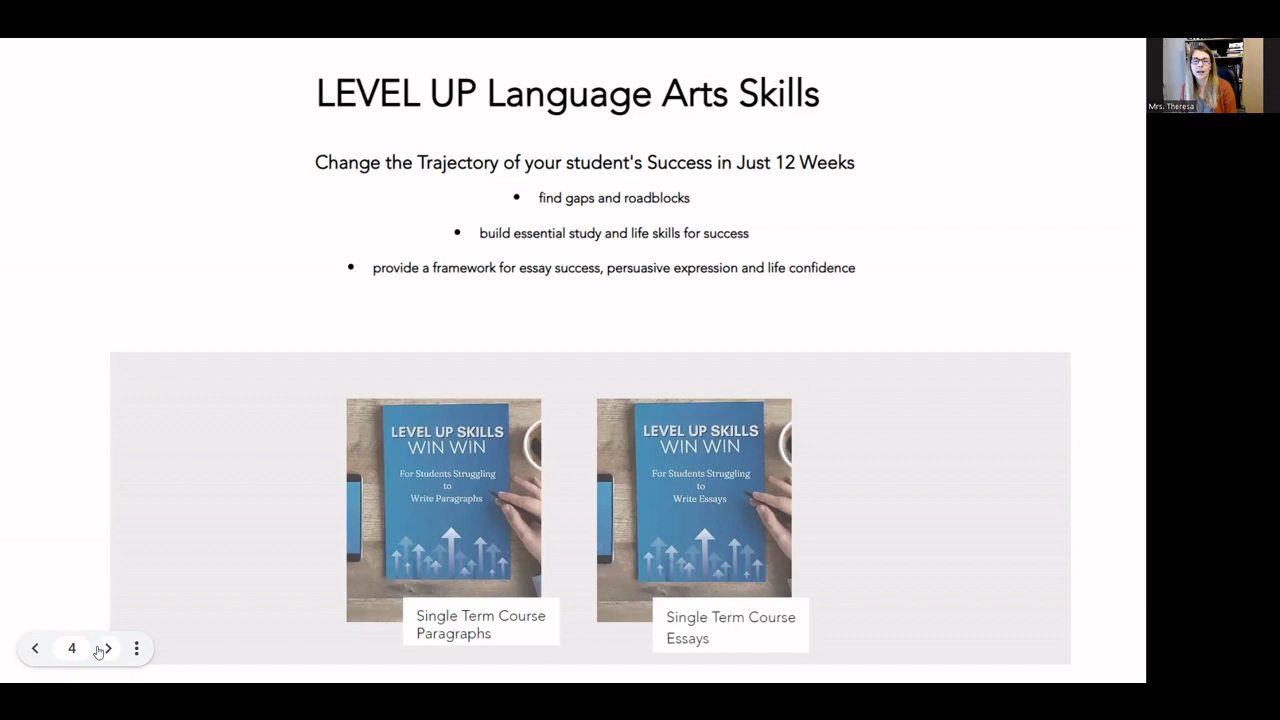 LEVEL UP Language Arts Skills
Mrs. Theresa
Change the Trajectory of your student's Success in Just 12 Weeks
• find gaps and roadblocks
• build essential study and life skills for success
• provide a framework for essay success, persuasive expression and life confidence
LEVEL UP SKILLS
WIN WIN
For Students Struggling
to
Write Paragraphs
Single Term Course
Paragraphs
LEVEL UP SKILLS
WIN WIN
For Students Struggling
to
Write Essays
Single Term Course
Essays
4